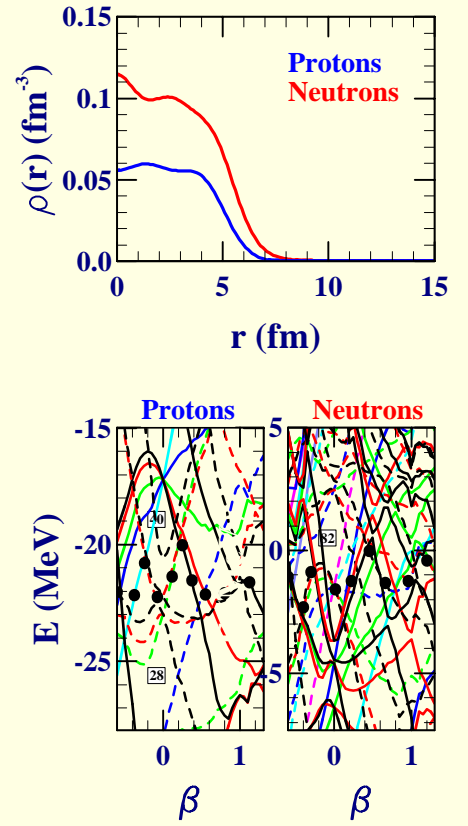 0.15
Protons
Neutrons
0.1
0.05
0.0
ρ(r) (fm⁻³)
0 5 10 15
r (fm)
Protons Neutrons
-15 5
40
82
-20 0
E (MeV)
28
-25 -5
0 1 0 1
β β